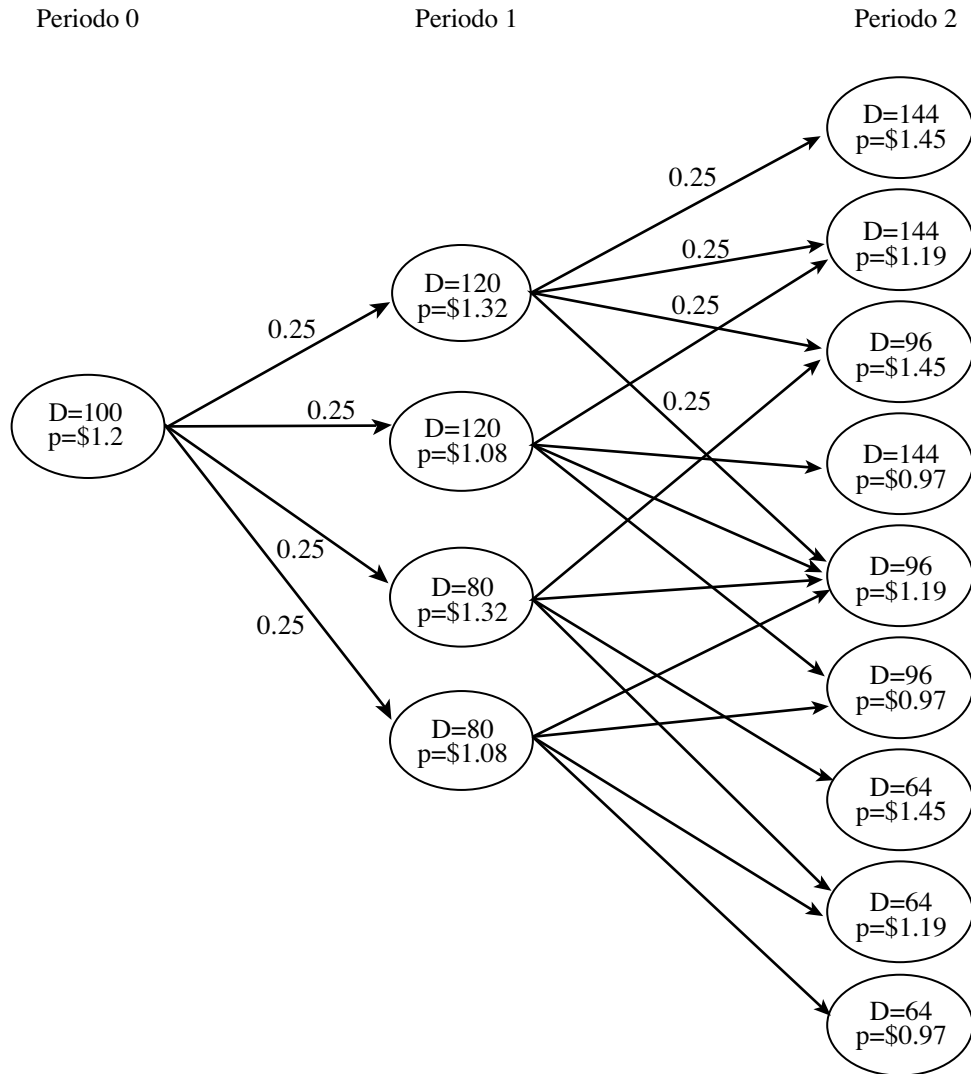 Periodo 0
Periodo 1
Periodo 2
D=100
p=$1.2
0.25
0.25
0.25
0.25
D=120
p=$1.32
D=120
p=$1.08
D=80
p=$1.32
D=80
p=$1.08
0.25
0.25
0.25
0.25
D=144
p=$1.45
D=144
p=$1.19
D=96
p=$1.45
D=144
p=$0.97
D=96
p=$1.19
D=96
p=$0.97
D=64
p=$1.45
D=64
p=$1.19
D=64
p=$0.97